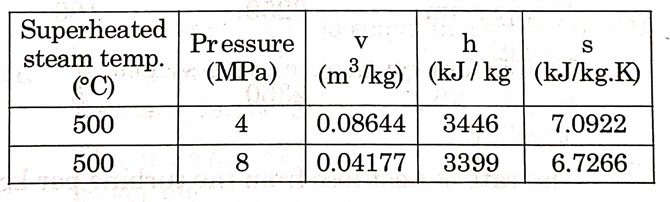 Superheated steam temp. (°C) Pressure (MPa) v (m³/kg) h (kJ / kg s (kJ/kg.K)
500 4 0.08644 3446 7.0922
500 8 0.04177 3399 6.7266